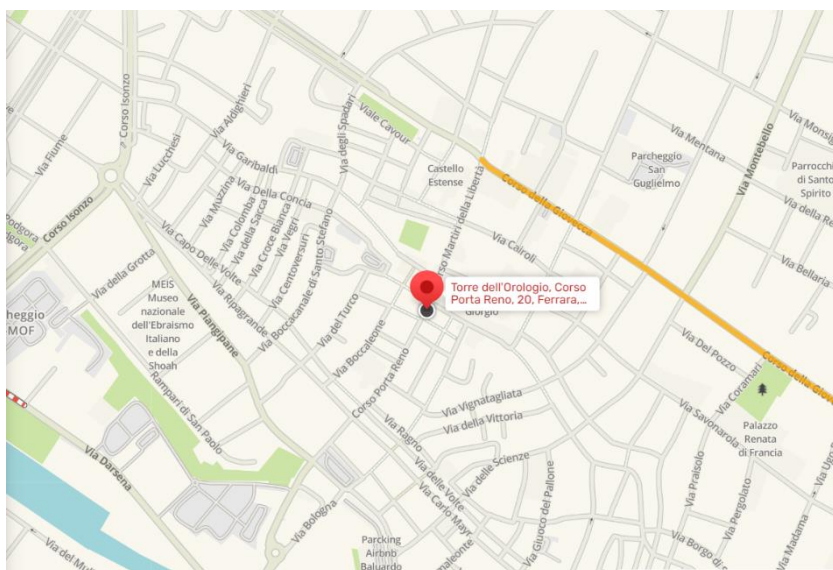 Corso Isonzo
Via Aldighieri
Via Fiume
Via Lucchesi
Via Garibaldi
Via degli Spadari
Viale Cavour
Castello
Estense
Corso della Giovecca
Parcheggio
San
Guglielmo
Via Mentana
Via Montebello
Parrocchi
di Santo
Spirito
Via della
Via Bellaria
Podgora
Corso Isonzo
Via Muzzina
Via Della Concia
Via Colomba
Via della Sacca
Via Croce Bianca
Via Vegri
Via Centoversuri
Via Boccacanale di Santo Stefano
orso Martiri della Libertà
Via Cairoli
Via della Grotta
Via Capo Delle Volte
Via Ripagrande
Via Piangipane
MEIS
Museo
nazionale
dell'Ebraismo
Italiano
e della
Shoah
cheggio
MOF
Torre dell'Orologio, Corso
Porta Reno, 20, Ferrara,...
Giorgio
Via del Turco
Via Boccaleone
Corso Porta Reno
Via Del Pozzo
Corso della Giove
Via Coramari
Via Savonarola
Palazzo
Renata
di Francia
Rampari di San Paolo
Via Vignatagliata
Via della Vittoria
Via Ragno
Via delle Volte
Via delle Scienze
Via Carlo Mayr
Via Giuoco del Pallone
Via Praisolo
Via Pergolato
Via Madama
Via Borgo di
Via Darsena
Via Bologna
Parking
Airbnb
Baluardo
Via del